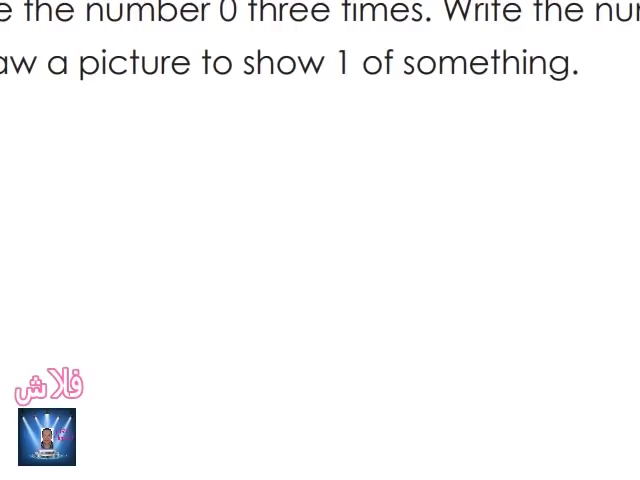 e the number 0 three times. Write the nu
aw a picture to show 1 of something.
فلاش